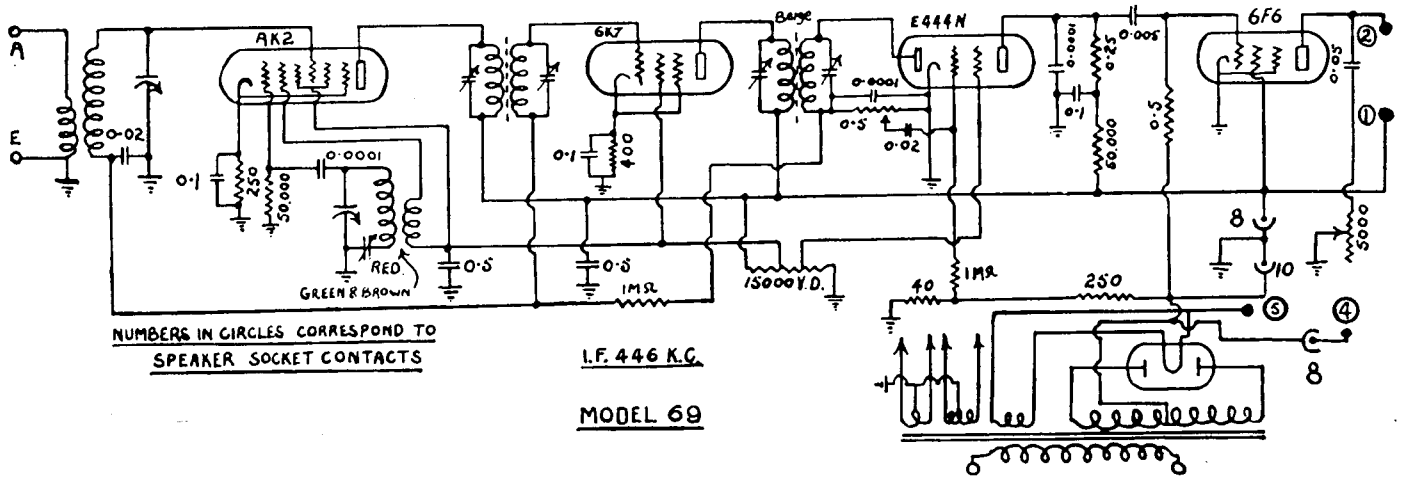 A
E
AK2
6K7
Beige
E444N
6F6
0.02
0.1
250
50,000
0.0001
RED.
GREEN & BROWN
0.5
0.1
400
0.5
1MΩ
0.0001
0.5
0.02
15000 V.D.
1MΩ
40
250
0.0001
0.25
0.1
60.000
0.005
0.5
0.05
5000
2
1
8
10
5
4
8
NUMBERS IN CIRCLES CORRESPOND TO
SPEAKER SOCKET CONTACTS
I.F. 446 K.C.
MODEL 69